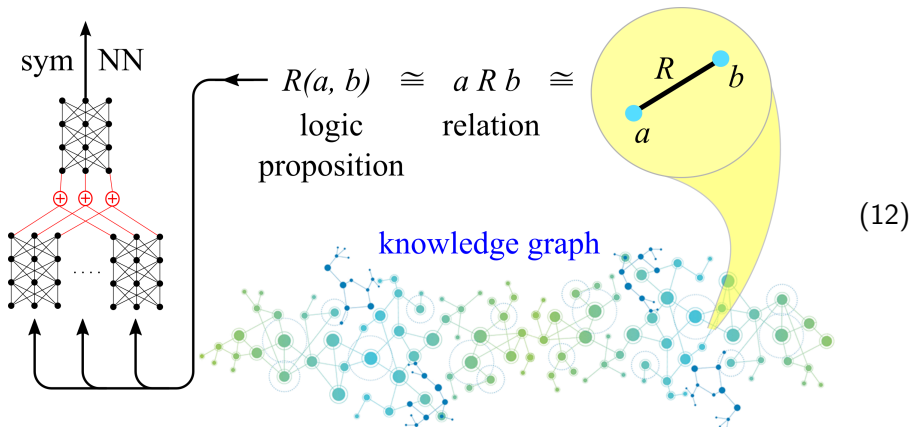 sym NN
R(a, b) ≅ a R b ≅
logic relation
proposition
R
b
a
(12)
knowledge graph
+ + +
. . . .